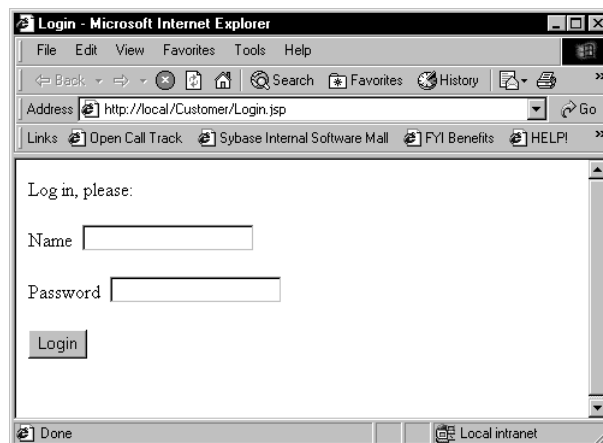 Login - Microsoft Internet Explorer
File Edit View Favorites Tools Help
Back Search Favorites History »
Address http://local/Customer/Login.jsp Go
Links Open Call Track Sybase Internal Software Mall FYI Benefits HELP! »
Log in, please:
Name
Password
Login
Done Local intranet